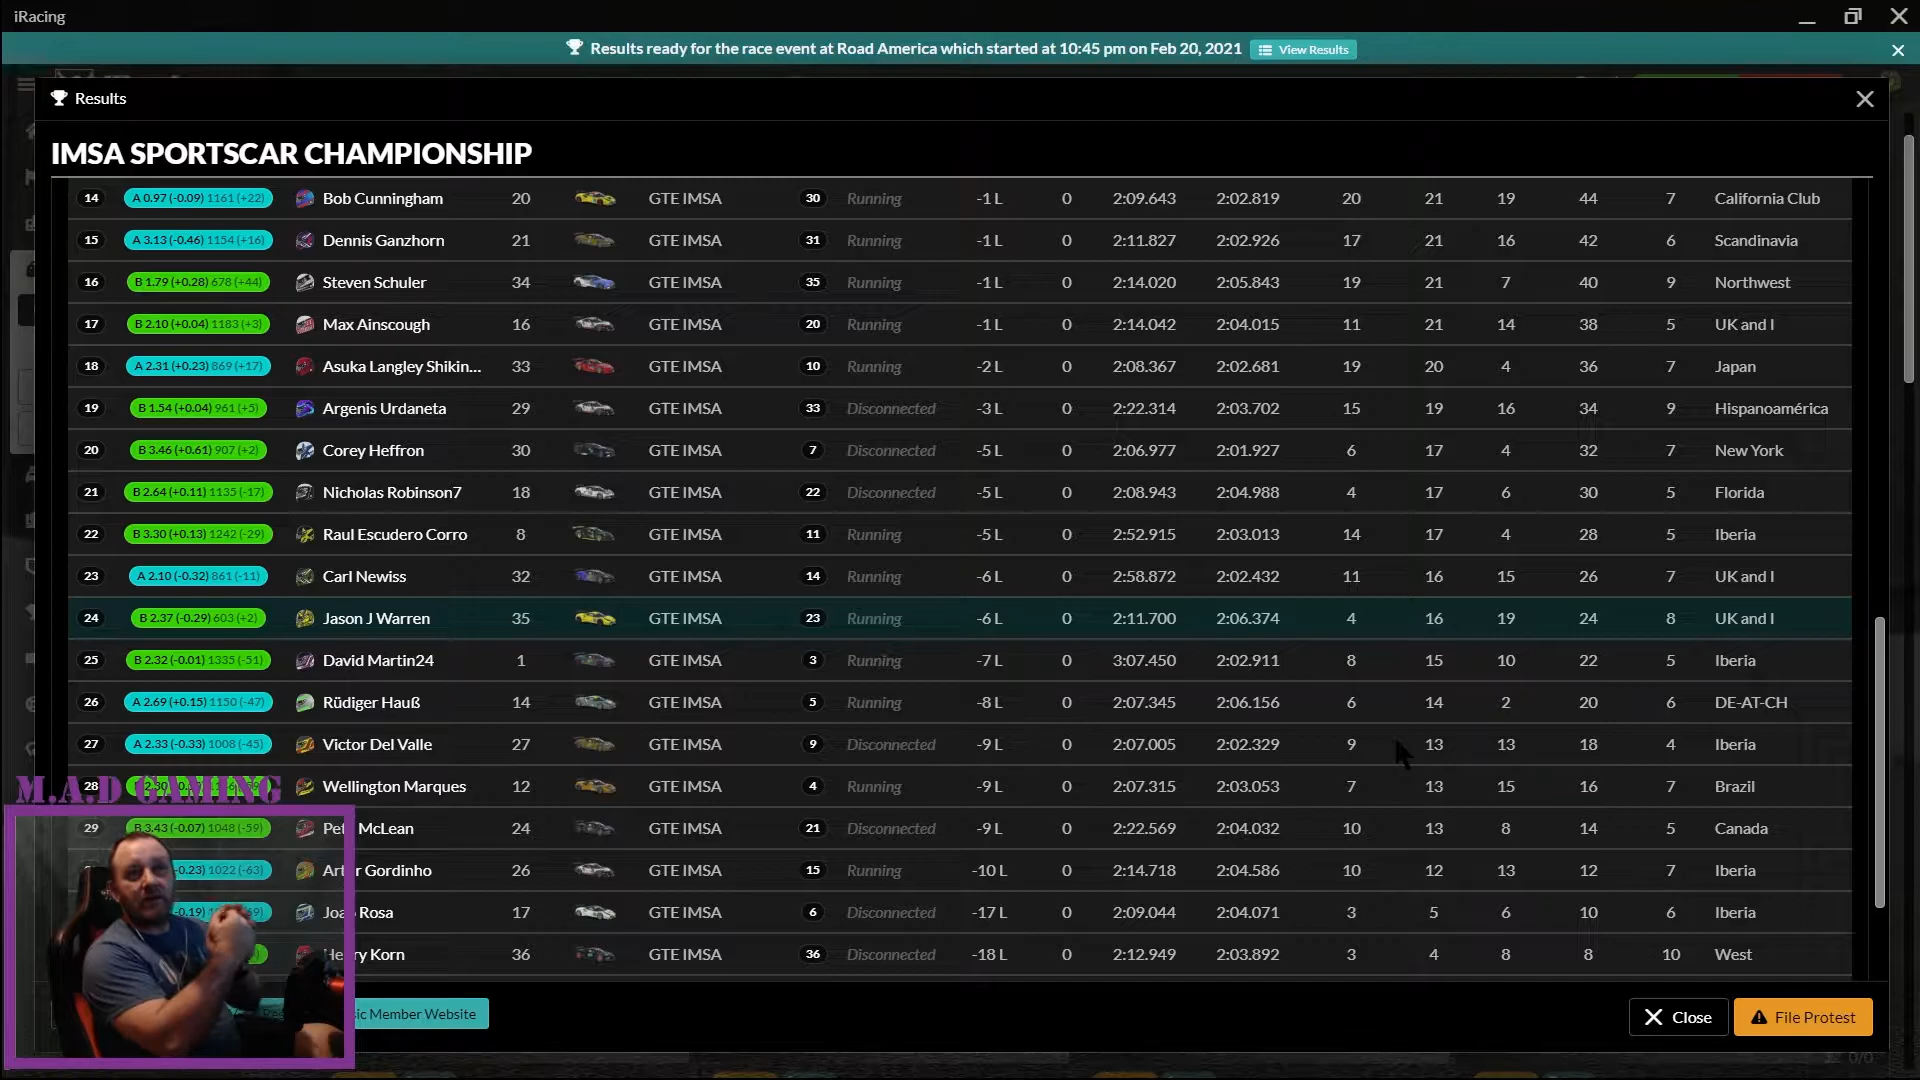 iRacing
Results ready for the race event at Road America which started at 10:45 pm on Feb 20, 2021 View Results
Results
IMSA SPORTSCAR CHAMPIONSHIP
14 A 0.97 (-0.09) 1161 (+22) Bob Cunningham 20 GTE IMSA 30 Running -1 L 0 2:09.643 2:02.819 20 21 19 44 7 California Club
15 A 3.13 (-0.46) 1154 (+16) Dennis Ganzhorn 21 GTE IMSA 31 Running -1 L 0 2:11.827 2:02.926 17 21 16 42 6 Scandinavia
16 B 1.79 (+0.28) 678 (+44) Steven Schuler 34 GTE IMSA 35 Running -1 L 0 2:14.020 2:05.843 19 21 7 40 9 Northwest
17 B 2.10 (+0.04) 1183 (+3) Max Ainscough 16 GTE IMSA 20 Running -1 L 0 2:14.042 2:04.015 11 21 14 38 5 UK and I
18 A 2.31 (+0.23) 869 (+17) Asuka Langley Shikin... 33 GTE IMSA 10 Running -2 L 0 2:08.367 2:02.681 19 20 4 36 7 Japan
19 B 1.54 (+0.04) 961 (+5) Argenis Urdaneta 29 GTE IMSA 33 Disconnected -3 L 0 2:22.314 2:03.702 15 19 16 34 9 Hispanoamérica
20 B 3.46 (+0.61) 907 (+2) Corey Heffron 30 GTE IMSA 7 Disconnected -5 L 0 2:06.977 2:01.927 6 17 4 32 7 New York
21 B 2.64 (+0.11) 1135 (-17) Nicholas Robinson7 18 GTE IMSA 22 Disconnected -5 L 0 2:08.943 2:04.988 4 17 6 30 5 Florida
22 B 3.30 (+0.13) 1242 (-29) Raul Escudero Corro 8 GTE IMSA 11 Running -5 L 0 2:52.915 2:03.013 14 17 4 28 5 Iberia
23 A 2.10 (-0.32) 861 (-11) Carl Newiss 32 GTE IMSA 14 Running -6 L 0 2:58.872 2:02.432 11 16 15 26 7 UK and I
24 B 2.37 (-0.29) 603 (+2) Jason J Warren 35 GTE IMSA 23 Running -6 L 0 2:11.700 2:06.374 4 16 19 24 8 UK and I
25 B 2.32 (-0.01) 1335 (-51) David Martin24 1 GTE IMSA 3 Running -7 L 0 3:07.450 2:02.911 8 15 10 22 5 Iberia
26 A 2.69 (+0.15) 1150 (-47) Rüdiger Hauß 14 GTE IMSA 5 Running -8 L 0 2:07.345 2:06.156 6 14 2 20 6 DE-AT-CH
27 A 2.33 (-0.33) 1008 (-45) Victor Del Valle 27 GTE IMSA 9 Disconnected -9 L 0 2:07.005 2:02.329 9 13 13 18 4 Iberia
28 Wellington Marques 12 GTE IMSA 4 Running -9 L 0 2:07.315 2:03.053 7 13 15 16 7 Brazil
M.A.D GAMING
29 B 3.43 (-0.07) 1048 (-59) McLean 24 GTE IMSA 21 Disconnected -9 L 0 2:22.569 2:04.032 10 13 8 14 5 Canada
-0.23) 1022 (-63) Gordinho 26 GTE IMSA 15 Running -10 L 0 2:14.718 2:04.586 10 12 13 12 7 Iberia
-0.19) Rosa 17 GTE IMSA 6 Disconnected -17 L 0 2:09.044 2:04.071 3 5 6 10 6 Iberia
Korn 36 GTE IMSA 36 Disconnected -18 L 0 2:12.949 2:03.892 3 4 8 8 10 West
sic Member Website
Close
File Protest
0/0